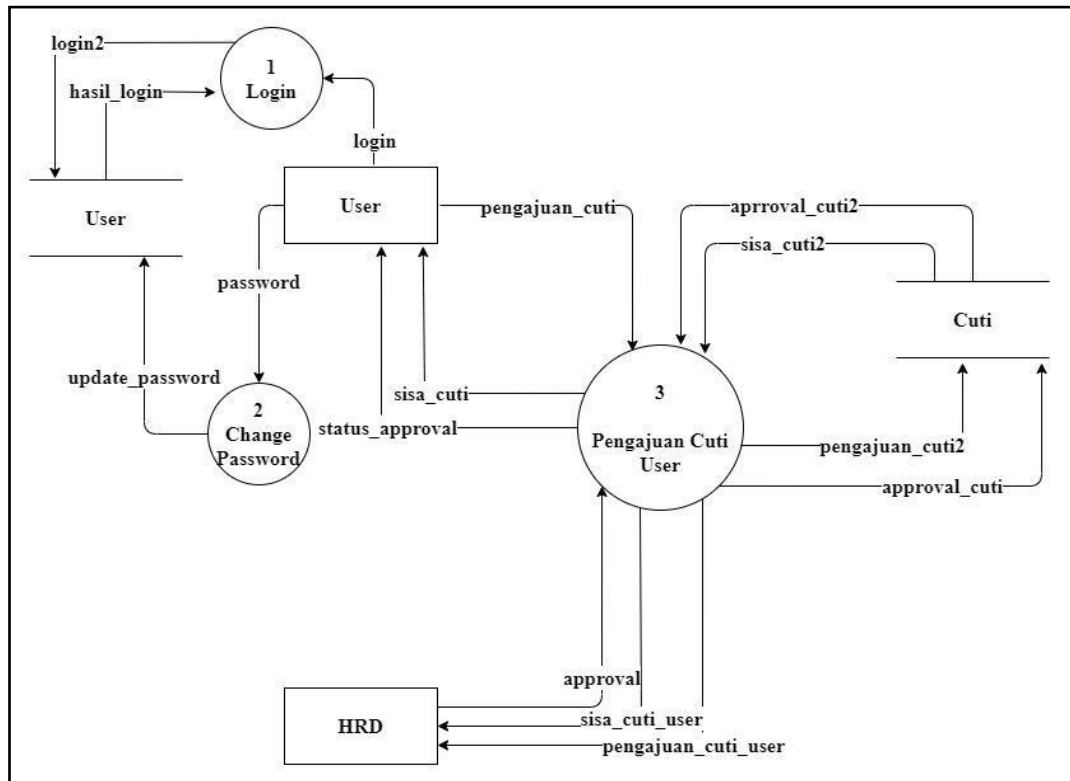 login2
1
Login
hasil_login
login
User
User
pengajuan_cuti
aprroval_cuti2
sisa_cuti2
Cuti
password
update_password
2
Change
Password
sisa_cuti
status_approval
3
Pengajuan Cuti
User
pengajuan_cuti2
approval_cuti
approval
HRD
sisa_cuti_user
pengajuan_cuti_user